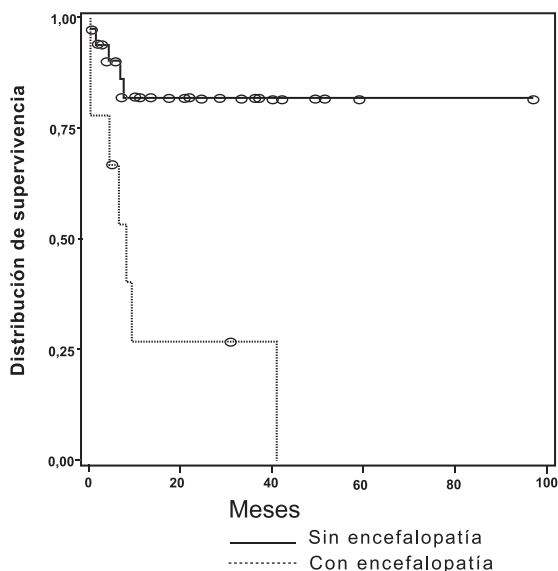 1,00
0,75
0,50
0,25
0,00
Distribución de supervivencia
0 20 40 60 80 100
Meses
Sin encefalopatía
Con encefalopatía